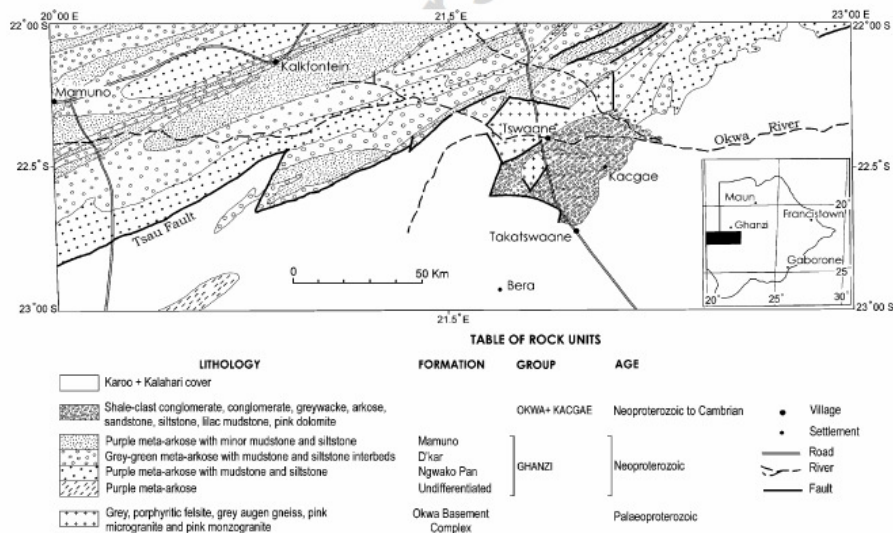 20°00'E
21.5°
23°00 E
22°00 S
22°00'S
Kalkfontein
Mamuno
Tswaane
Okwa River
22.5°S
22.5°S
Kacgae
Tsau Fault
Takatswaane
0 50 Km
Bera
23°00 S
23°00'S
21.5°E
Maun
20°
Ghanzi
Francistown
Gaboronei
25
20° 25° 30°
TABLE OF ROCK UNITS
LITHOLOGY FORMATION GROUP AGE
Karoo + Kalahari cover
Shale-clast conglomerate, conglomerate, greywacke, arkose,
sandstone, siltstone, lilac mudstone, pink dolomite
OKWA+ KACGAE Neoproterozoic to Cambrian
Purple meta-arkose with minor mudstone and siltstone Mamuno
Grey-green meta-arkose with mudstone and siltstone interbeds D'kar
Purple meta-arkose with mudstone and siltstone Ngwako Pan
Purple meta-arkose Undifferentiated
GHANZI Neoproterozoic
Grey, porphyritic felsite, grey augen gneiss, pink
microgranite and pink monzogranite
Okwa Basement
Complex
Palaeoproterozoic
Village
Settlement
Road
River
Fault